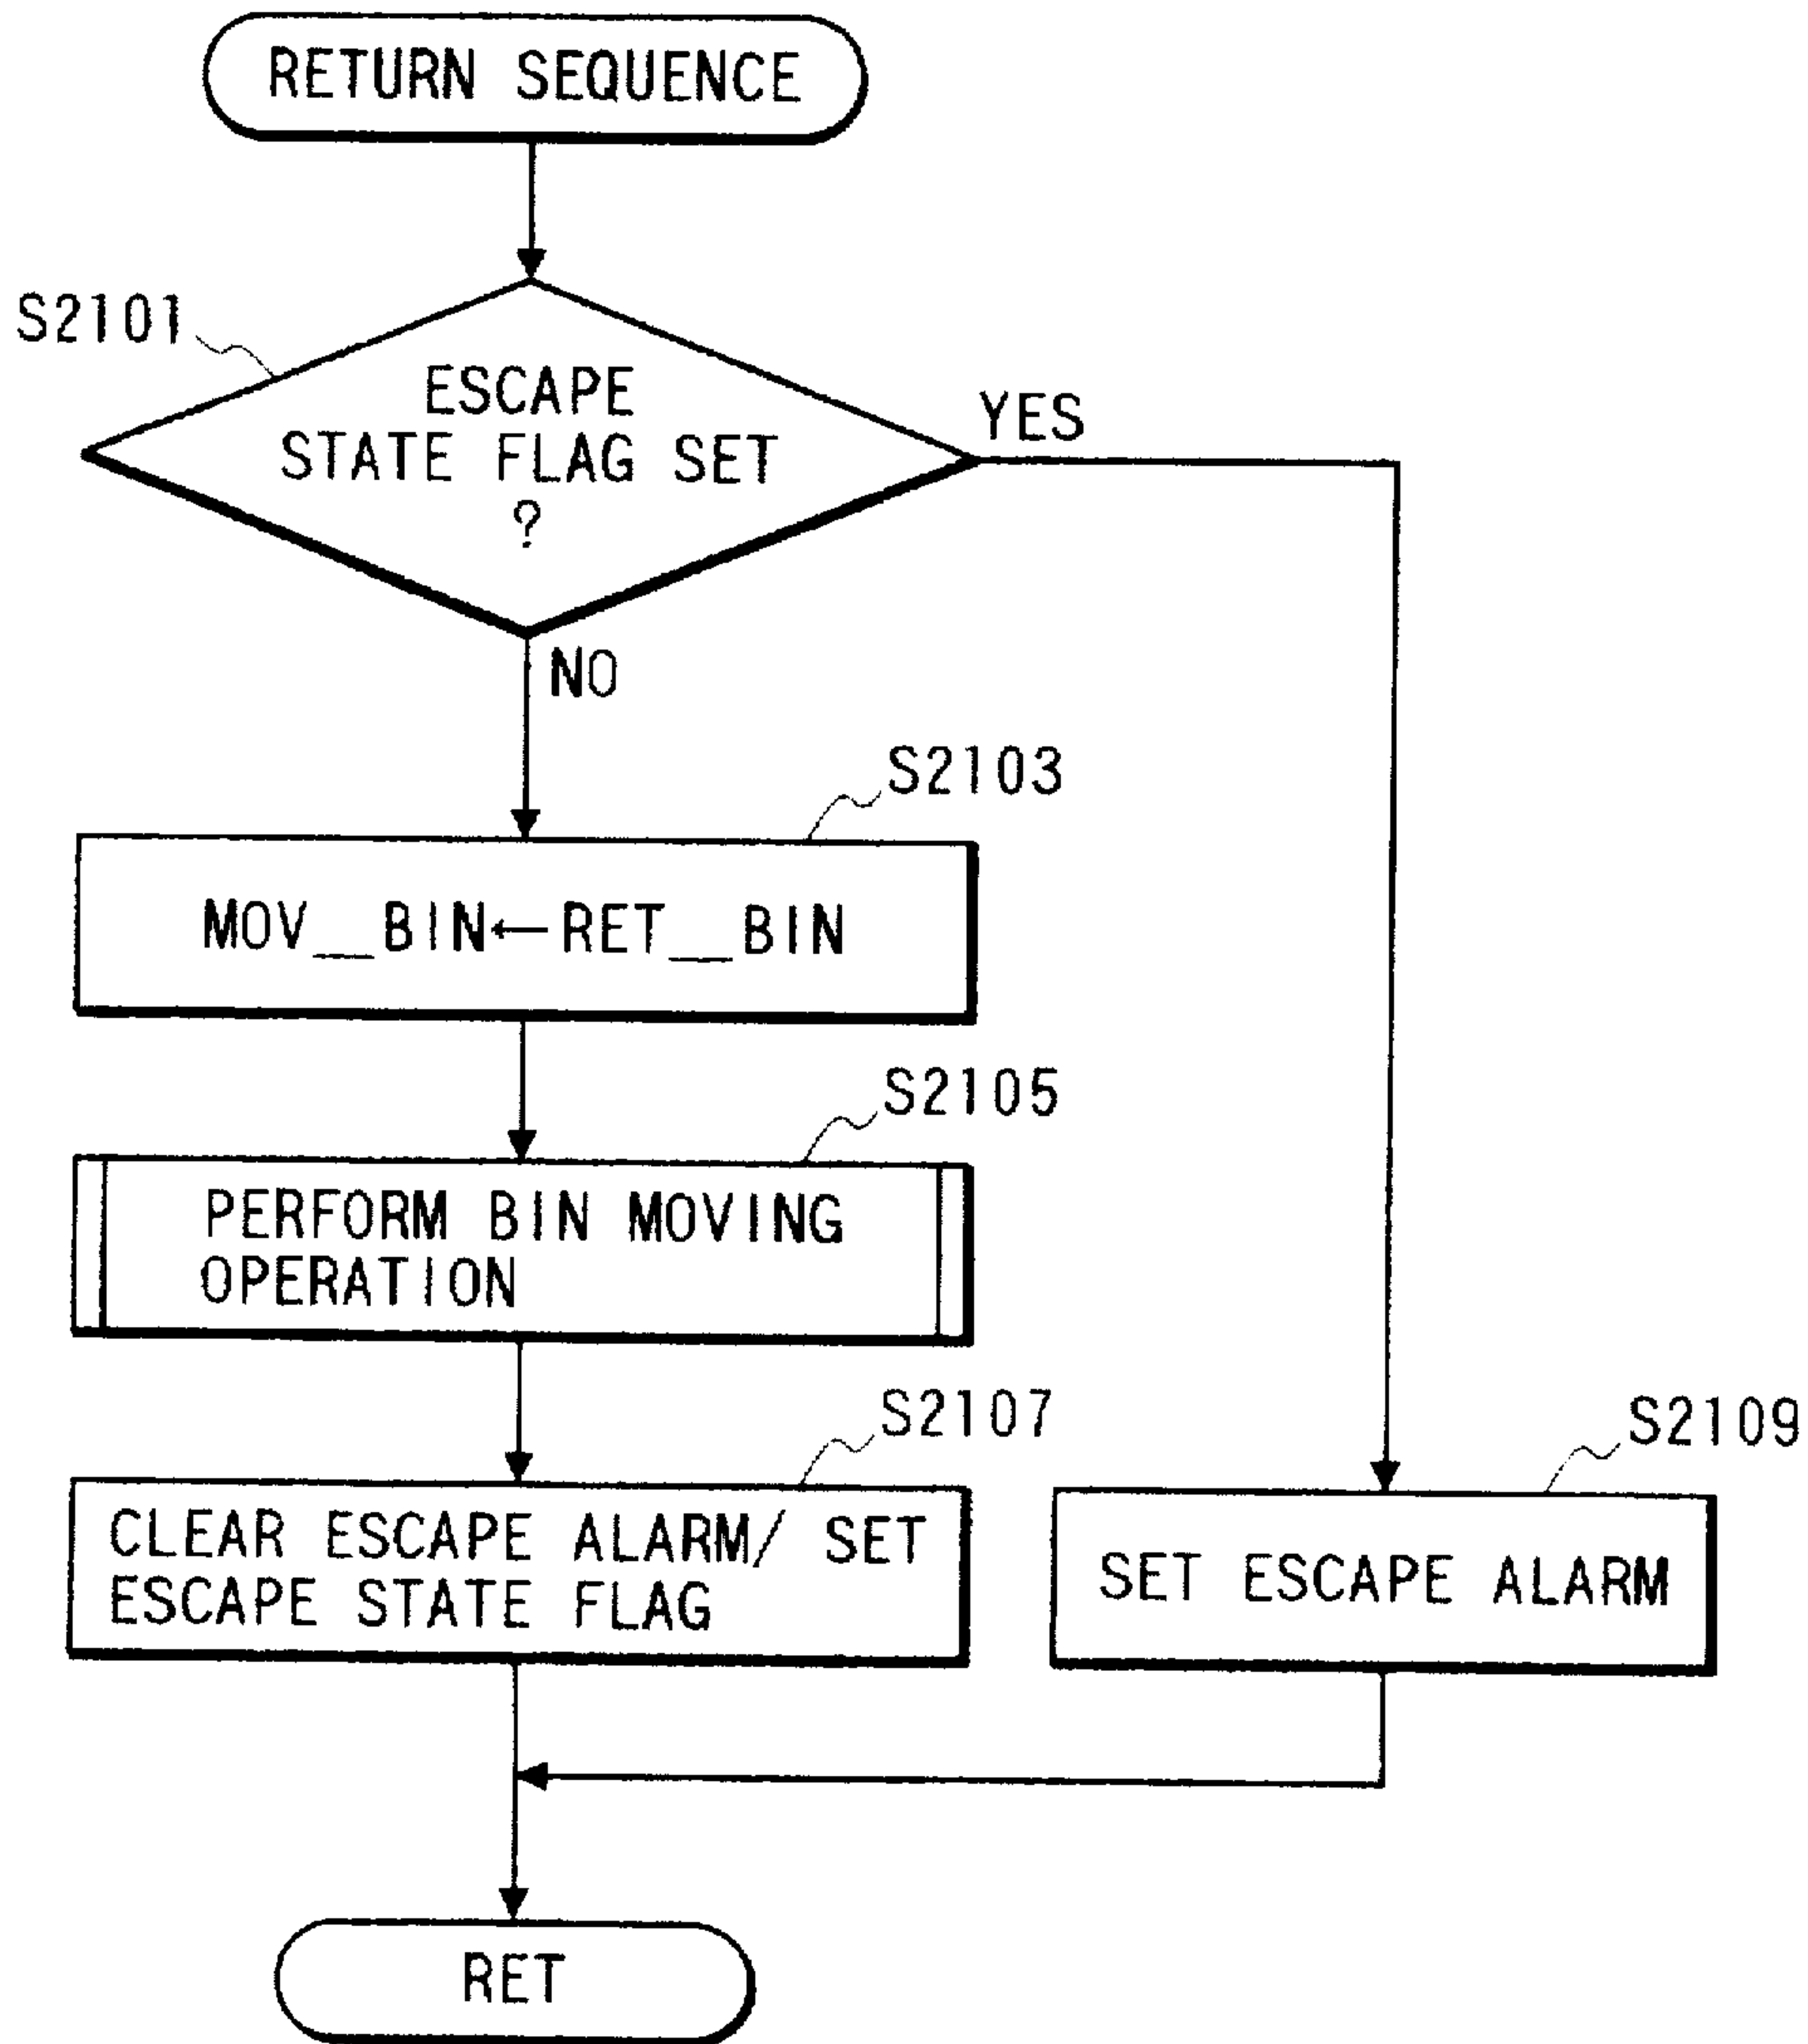 RETURN SEQUENCE
S2101
ESCAPE
STATE FLAG SET
?
YES
NO
S2103
MOV__BIN←RET__BIN
S2105
PERFORM BIN MOVING
OPERATION
S2107
CLEAR ESCAPE ALARM/ SET
ESCAPE STATE FLAG
S2109
SET ESCAPE ALARM
RET